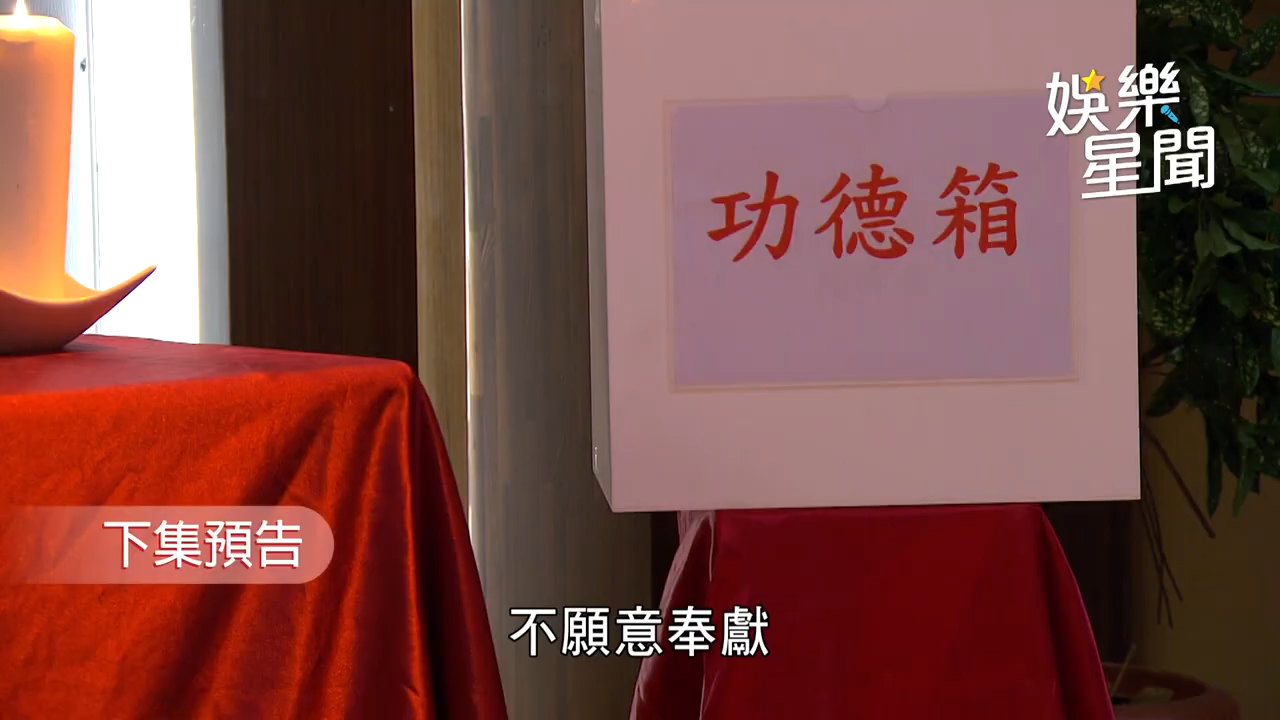 娛樂
星聞
功德箱
下集預告
不願意奉獻